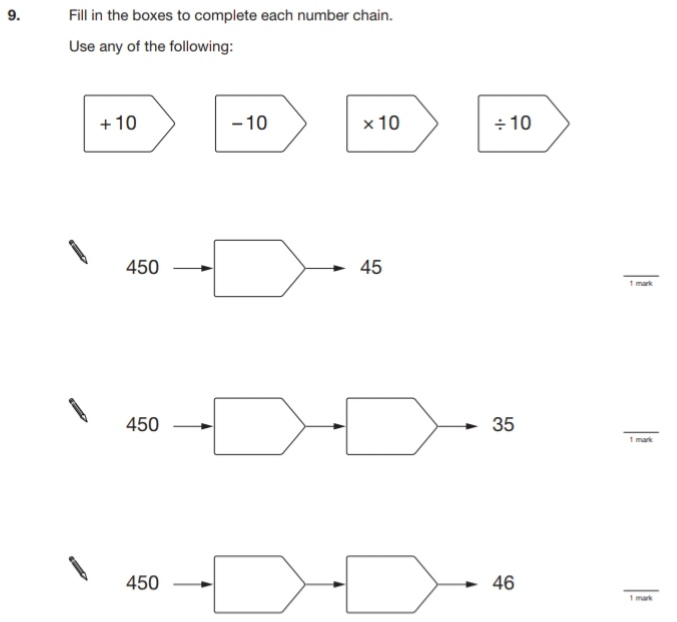 9. Fill in the boxes to complete each number chain.
Use any of the following:
+ 10 − 10 × 10 ÷ 10
450 45
1 mark
450 35
1 mark
450 46
1 mark